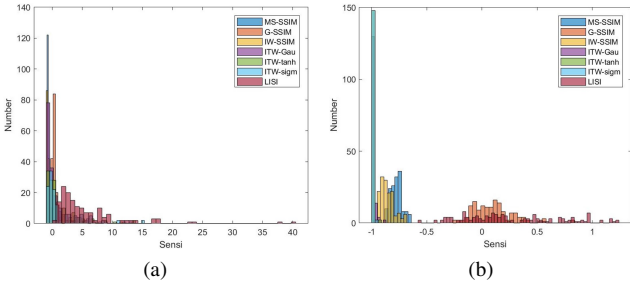 140
120
100
80
60
40
20
0
Number
0 5 10 15 20 25 30 35 40
Sensi
MS-SSIM
G-SSIM
IW-SSIM
ITW-Gau
ITW-tanh
ITW-sigm
LISI
(a)
150
100
50
0
Number
-1 -0.5 0 0.5 1
Sensi
MS-SSIM
G-SSIM
IW-SSIM
ITW-Gau
ITW-tanh
ITW-sigm
LISI
(b)